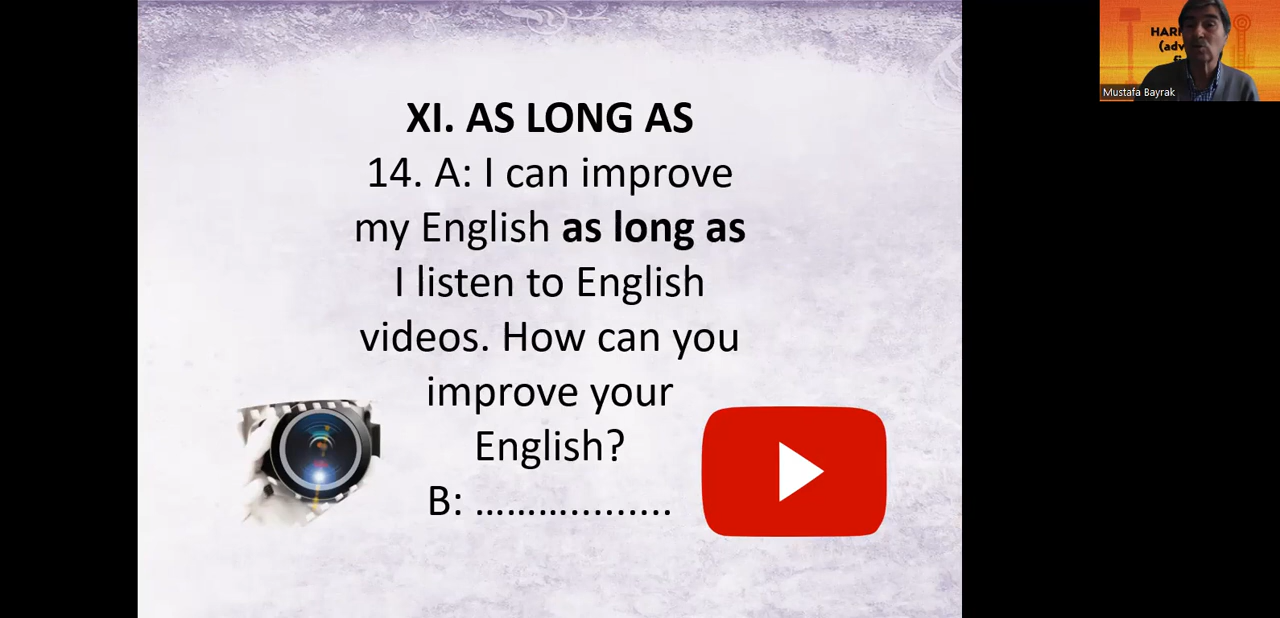 XI. AS LONG AS
14. A: I can improve
my English as long as
I listen to English
videos. How can you
improve your
English?
B: ……….........
Mustafa Bayrak